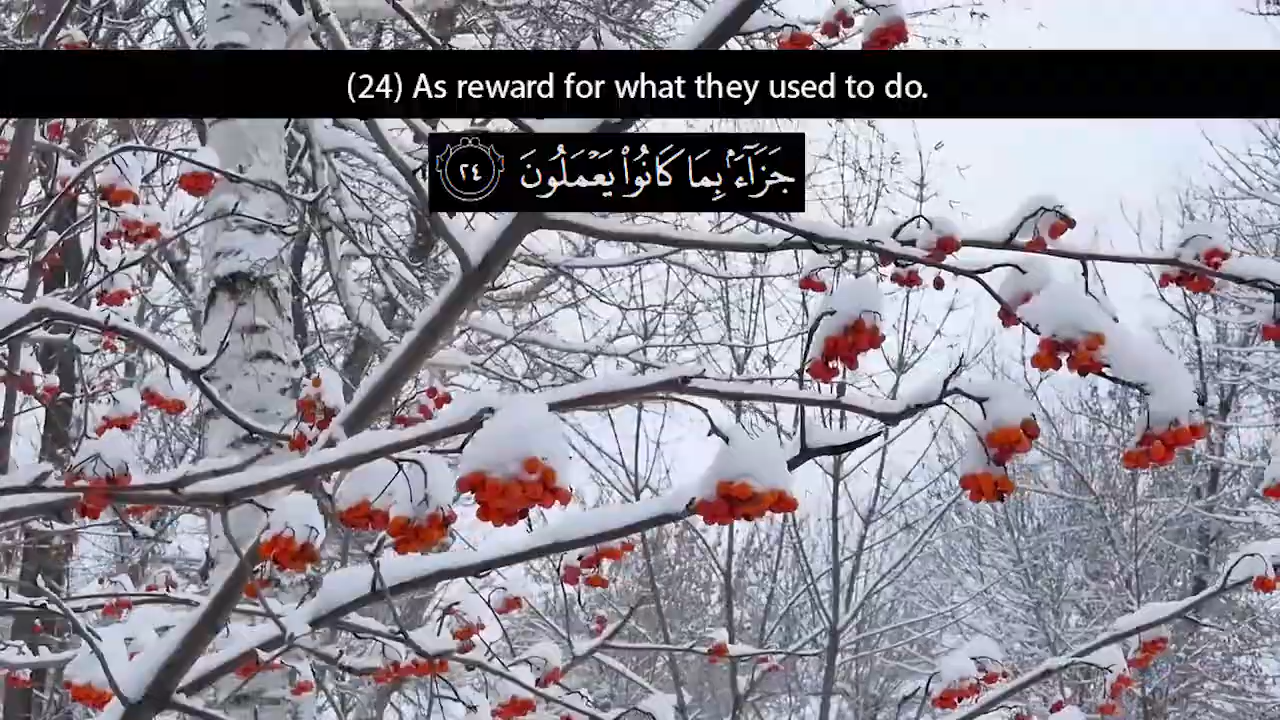 (24) As reward for what they used to do.
جَزَآءَۢ بِمَا كَانُوا۟ يَعْمَلُونَ ٢٤